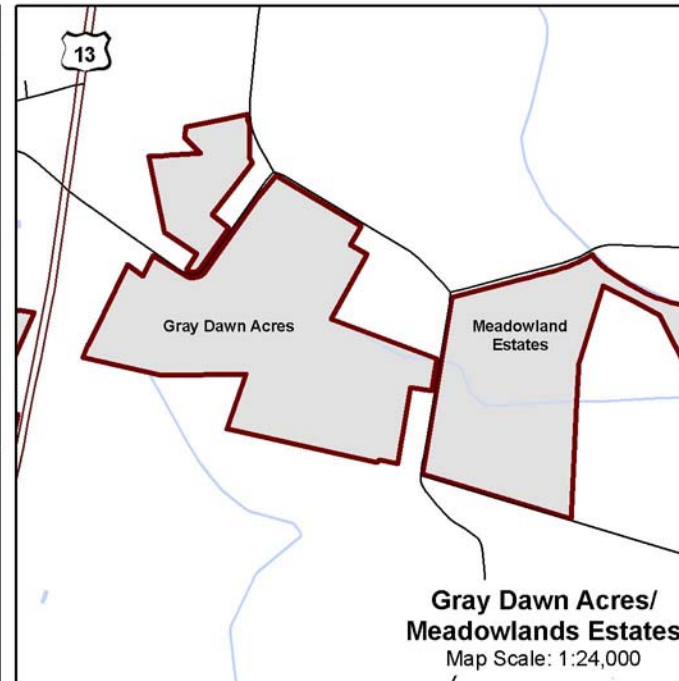 13
Gray Dawn Acres
Meadowland
Estates
Gray Dawn Acres/
Meadowlands Estates
Map Scale: 1:24,000